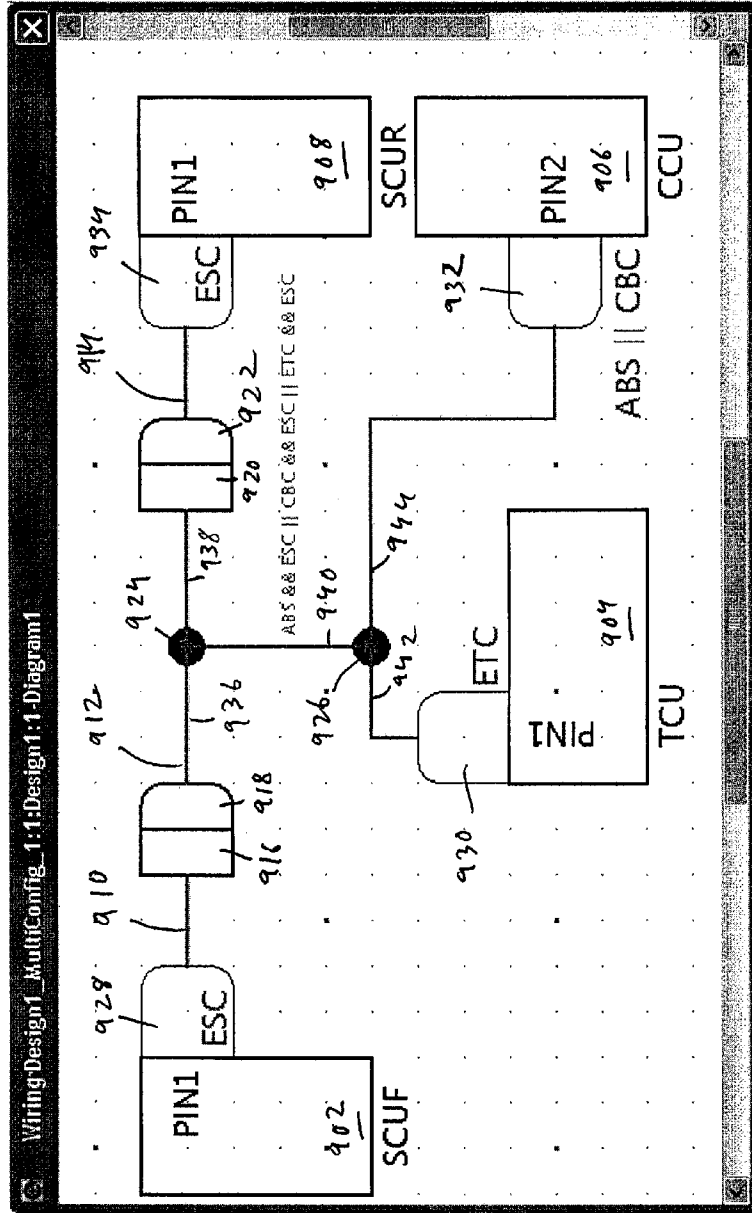 Wiring:Design1_MultiConfig_1:1:Design1:1-Diagram1
928
910
912
924
914
934
PIN1
ESC
916
918
936
938
920
922
ESC
PIN1
902
SCUF
ABS && ESC || CBC && ESC || ETC && ESC
908
SCUR
926
940
942
944
930
ETC
PIN1
904
TCU
932
PIN2
906
ABS || CBC
CCU